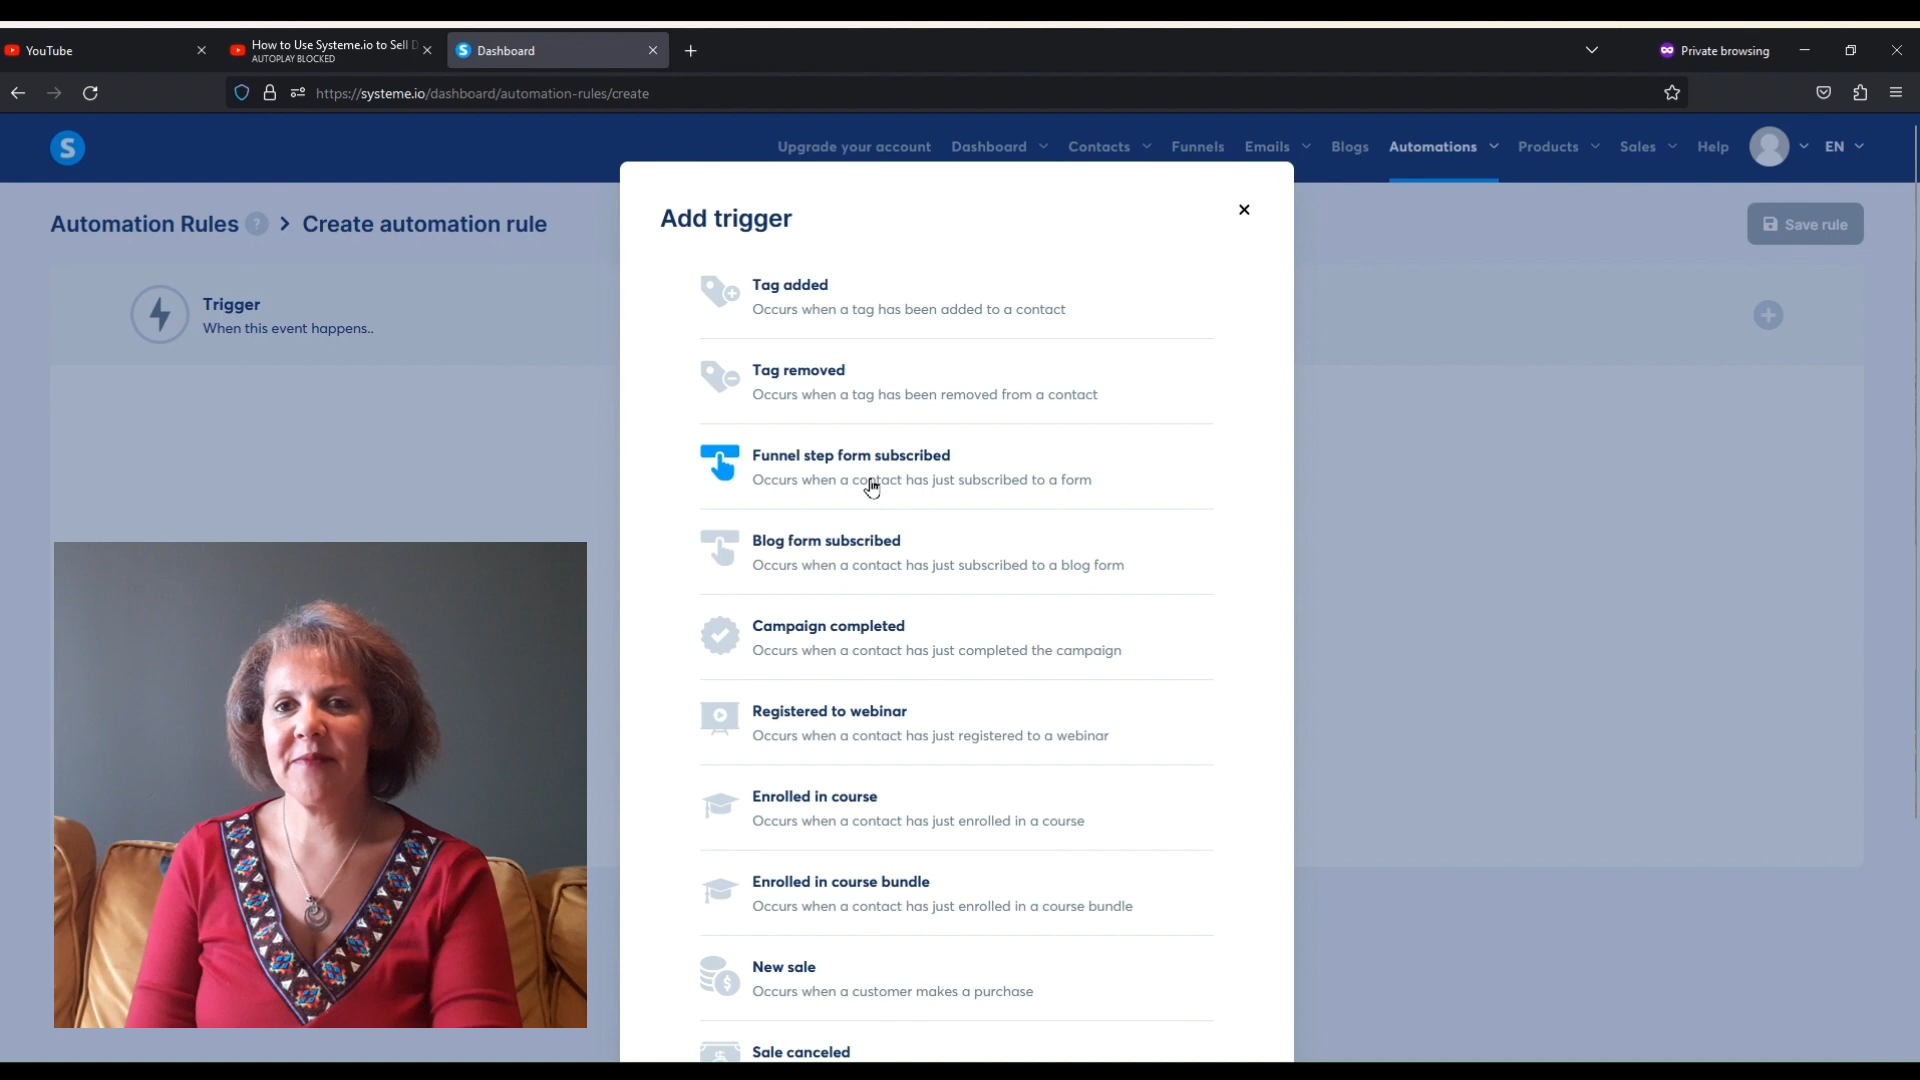 YouTube
How to Use Systeme.io to Sell D
AUTOPLAY BLOCKED
S Dashboard
Private browsing
https://systeme.io/dashboard/automation-rules/create
S
Upgrade your account Dashboard Contacts Funnels Emails Blogs Automations Products Sales Help EN
Automation Rules ? > Create automation rule
Save rule
Trigger
When this event happens..
Add trigger
Tag added
Occurs when a tag has been added to a contact
Tag removed
Occurs when a tag has been removed from a contact
Funnel step form subscribed
Occurs when a contact has just subscribed to a form
Blog form subscribed
Occurs when a contact has just subscribed to a blog form
Campaign completed
Occurs when a contact has just completed the campaign
Registered to webinar
Occurs when a contact has just registered to a webinar
Enrolled in course
Occurs when a contact has just enrolled in a course
Enrolled in course bundle
Occurs when a contact has just enrolled in a course bundle
New sale
Occurs when a customer makes a purchase
Sale canceled